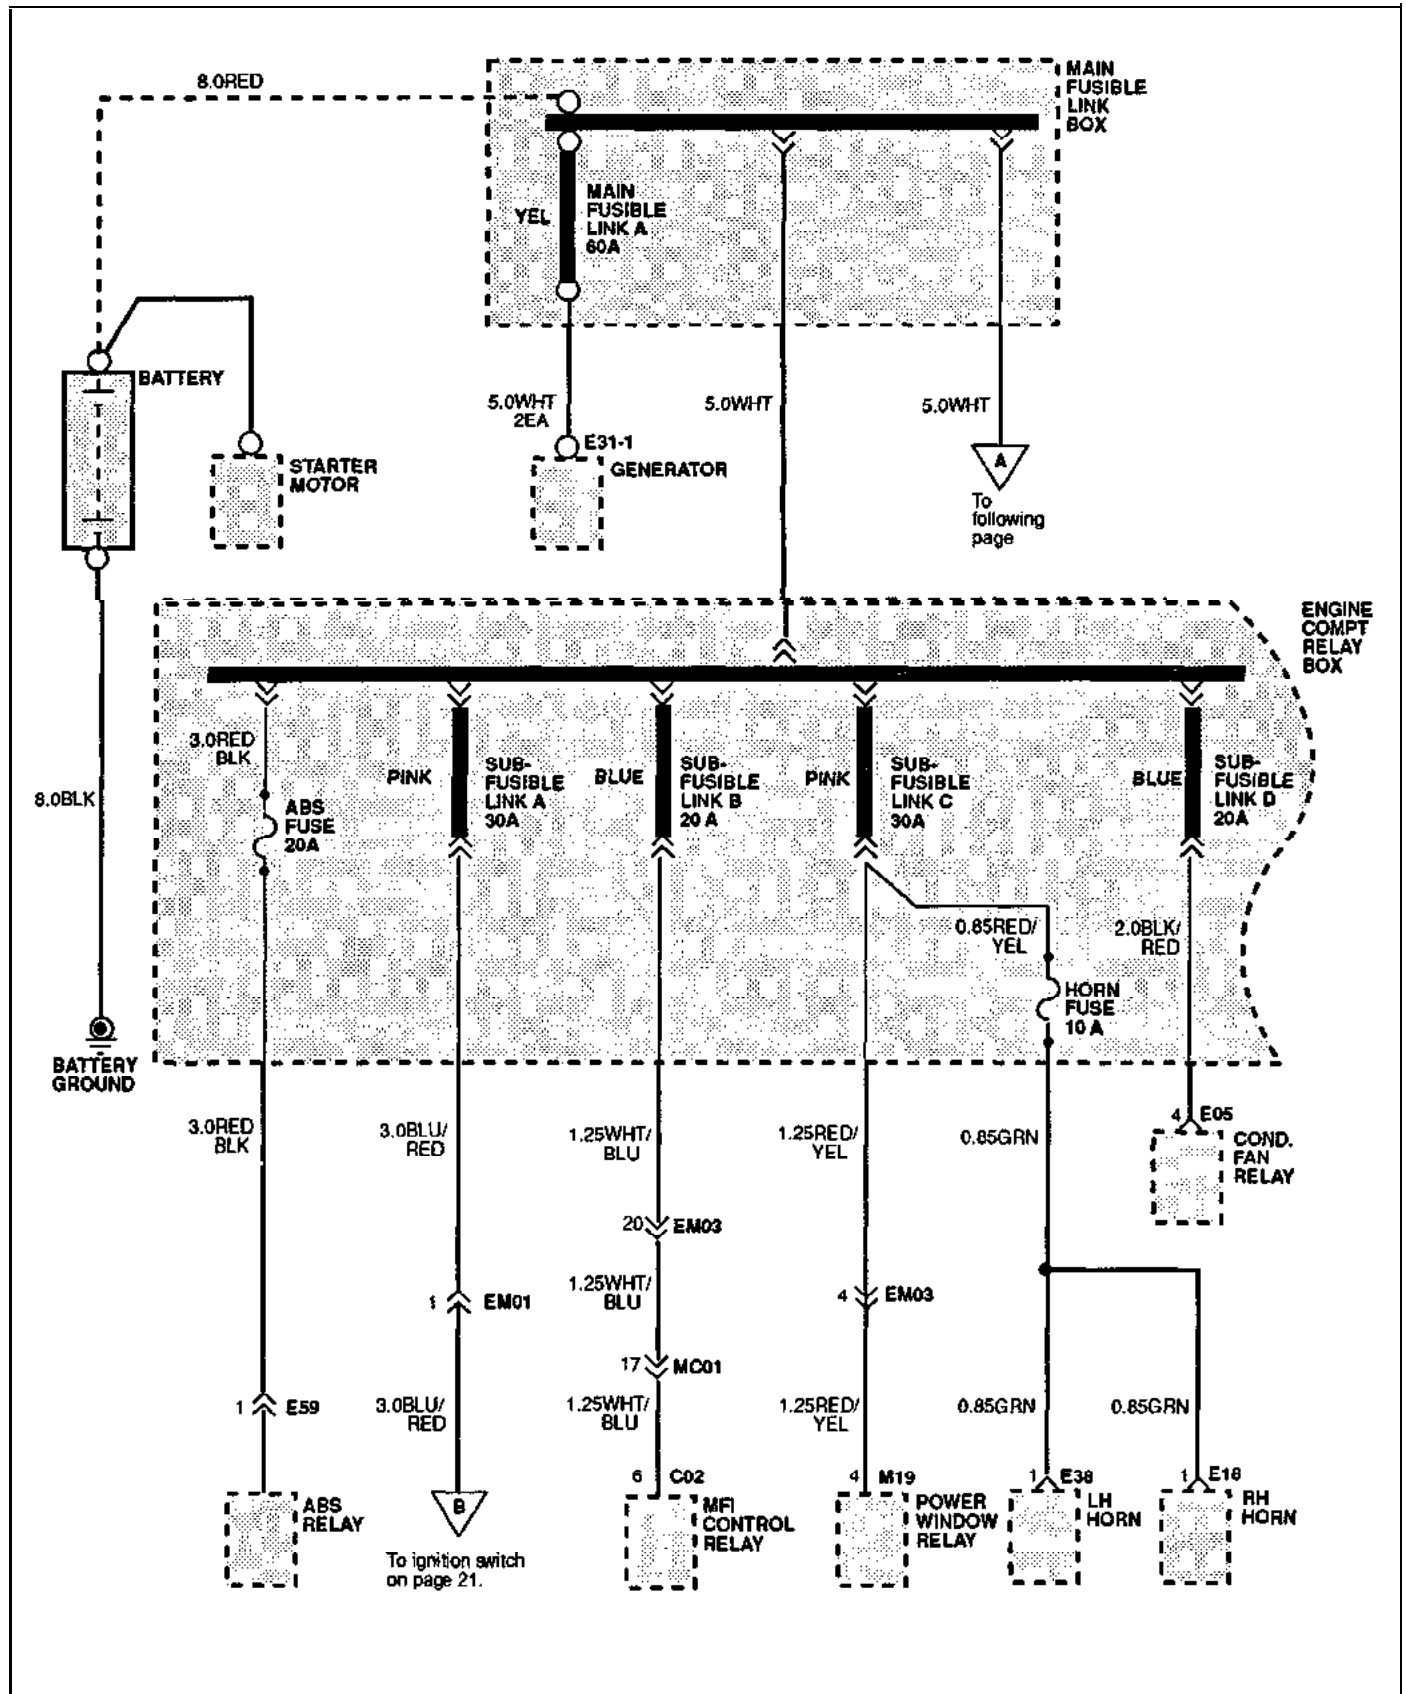 8.0RED
MAIN
FUSIBLE
LINK
BOX
YEL
MAIN
FUSIBLE
LINK A
60A
BATTERY
5.0WHT
2EA
5.0WHT
5.0WHT
E31-1
STARTER
MOTOR
GENERATOR
A
To
following
page
ENGINE
COMPT
RELAY
BOX
3.0RED
BLK
PINK
SUB-
FUSIBLE
LINK A
30A
BLUE
SUB-
FUSIBLE
LINK B
20 A
PINK
SUB-
FUSIBLE
LINK C
30A
BLUE
SUB-
FUSIBLE
LINK D
20A
8.0BLK
ABS
FUSE
20A
0.85RED/
YEL
2.0BLK/
RED
HORN
FUSE
10 A
BATTERY
GROUND
3.0RED
BLK
3.0BLU/
RED
1.25WHT/
BLU
1.25RED/
YEL
0.85GRN
4 E05
COND.
FAN
RELAY
20 EM03
1.25WHT/
BLU
1 EM01
4 EM03
17 MC01
1 E59
3.0BLU/
RED
1.25WHT/
BLU
1.25RED/
YEL
0.85GRN
0.85GRN
6 C02
4 M19
1 E38
1 E18
ABS
RELAY
B
MFI
CONTROL
RELAY
POWER
WINDOW
RELAY
LH
HORN
RH
HORN
To ignition switch
on page 21.